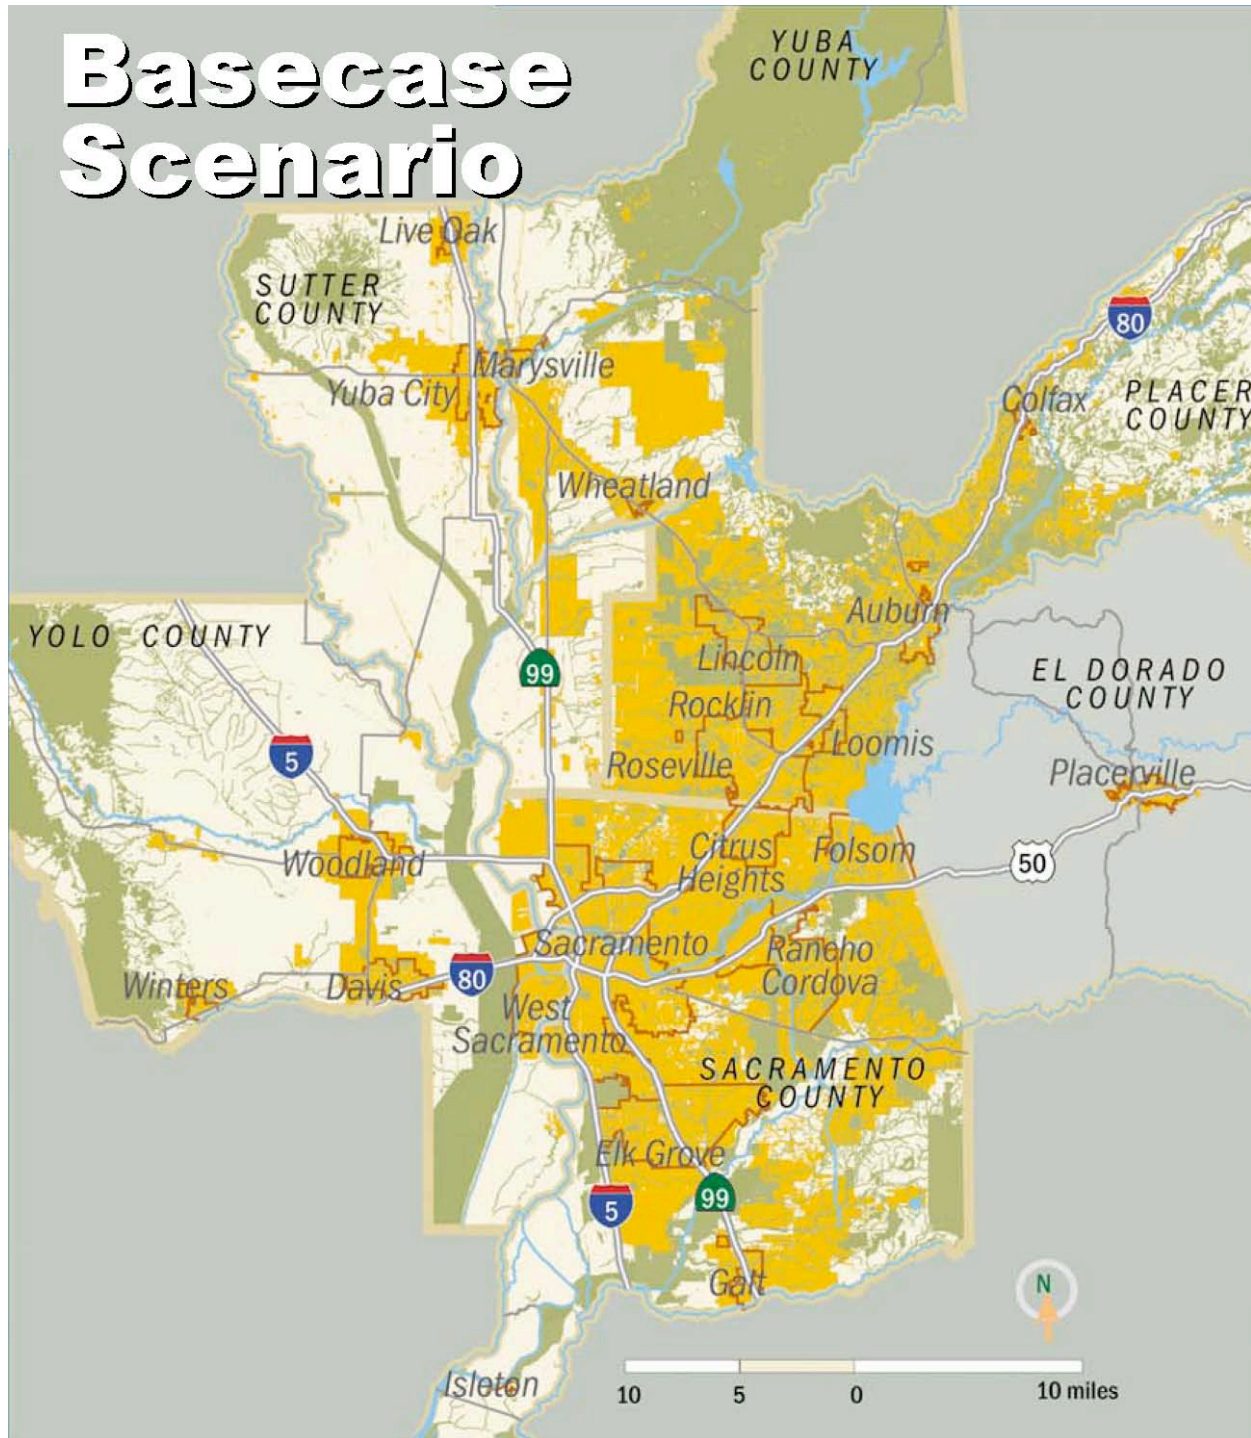 Basecase
Scenario
YUBA
COUNTY
Live Oak
SUTTER
COUNTY
80
Marysville
Yuba City
Colfax
PLACER
COUNTY
Wheatland
Auburn
YOLO COUNTY
Lincoln
99
EL DORADO
COUNTY
Rocklin
5
Loomis
Roseville
Placerville
Citrus
Heights
Folsom
Woodland
50
Sacramento
Rancho
Cordova
80
Winters
Davis
West
Sacramento
SACRAMENTO
COUNTY
Elk Grove
5
99
Galt
N
Isleton
10 5 0 10 miles